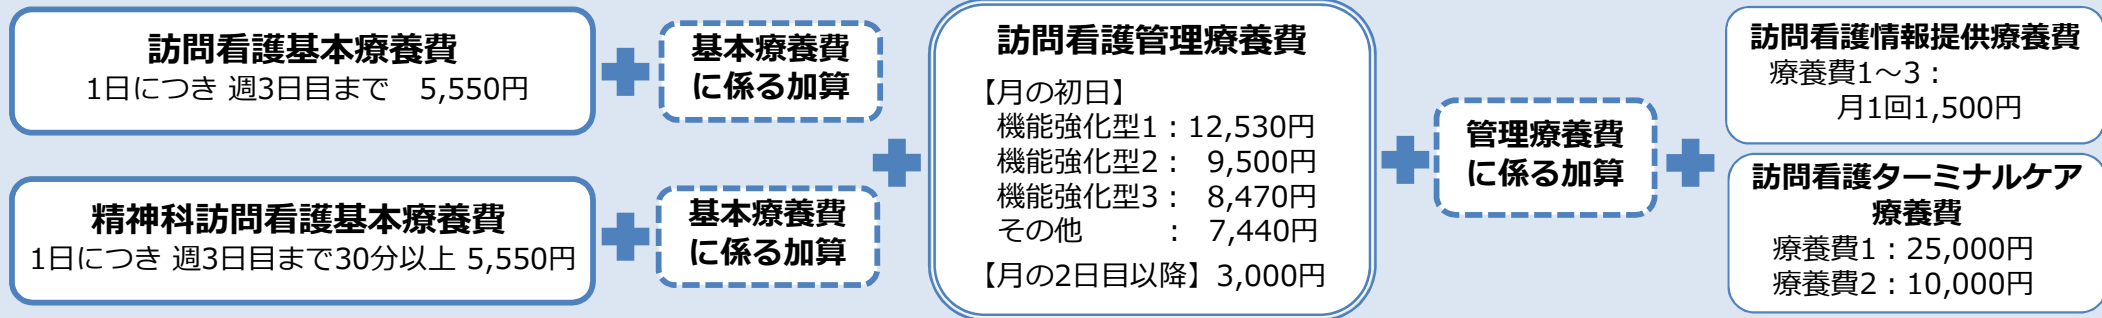 訪問看護基本療養費
1日につき 週3日目まで 5,550円
基本療養費
に係る加算
精神科訪問看護基本療養費
1日につき 週3日目まで30分以上 5,550円
基本療養費
に係る加算
訪問看護管理療養費
【月の初日】
機能強化型1：12,530円
機能強化型2： 9,500円
機能強化型3： 8,470円
その他 ： 7,440円
【月の2日目以降】3,000円
管理療養費
に係る加算
訪問看護情報提供療養費
療養費1～3：
月1回1,500円
訪問看護ターミナルケア
療養費
療養費1：25,000円
療養費2：10,000円